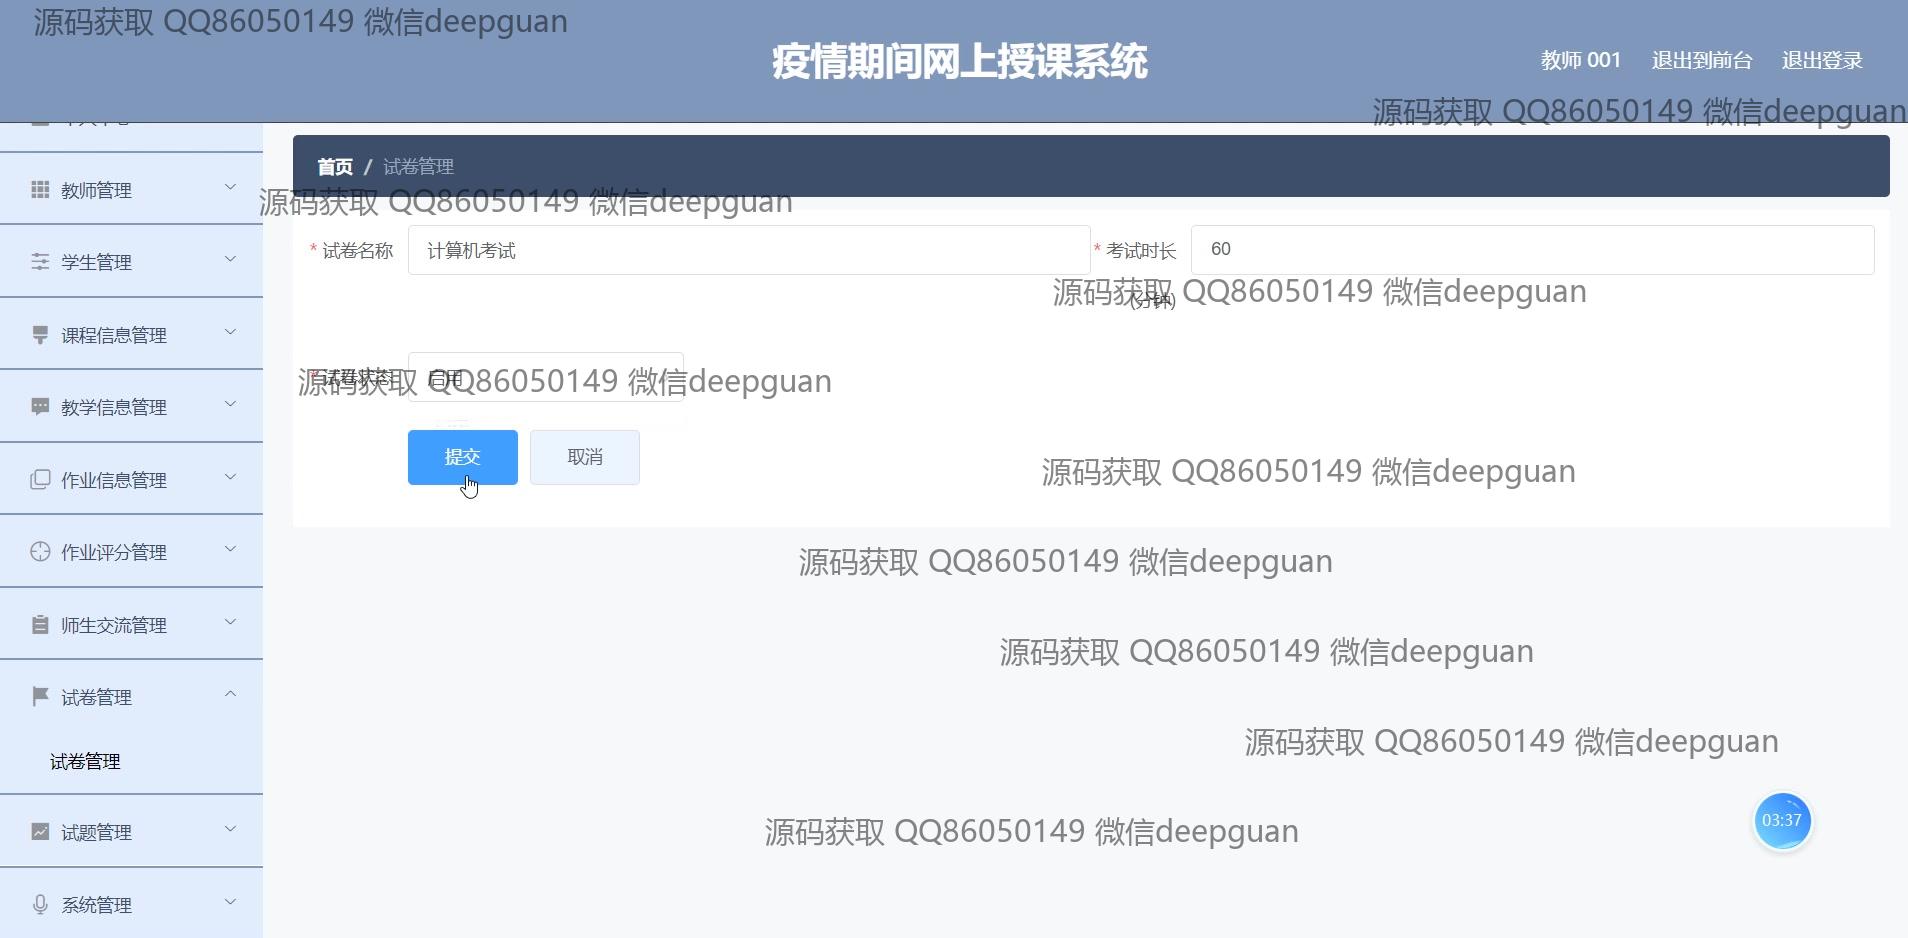 源码获取 QQ86050149 微信deepguan
疫情期间网上授课系统
教师 001 退出到前台 退出登录
源码获取 QQ86050149 微信deepguan
首页 / 试卷管理
教师管理
源码获取 QQ86050149 微信deepguan
* 试卷名称 计算机考试 * 考试时长 60
学生管理
源码获取 QQ86050149 微信deepguan
(分钟)
课程信息管理
* 试卷状态 启用
源码获取 QQ86050149 微信deepguan
教学信息管理
提交 取消
源码获取 QQ86050149 微信deepguan
作业信息管理
作业评分管理
源码获取 QQ86050149 微信deepguan
师生交流管理
源码获取 QQ86050149 微信deepguan
试卷管理
源码获取 QQ86050149 微信deepguan
试卷管理
03:37
试题管理
源码获取 QQ86050149 微信deepguan
系统管理